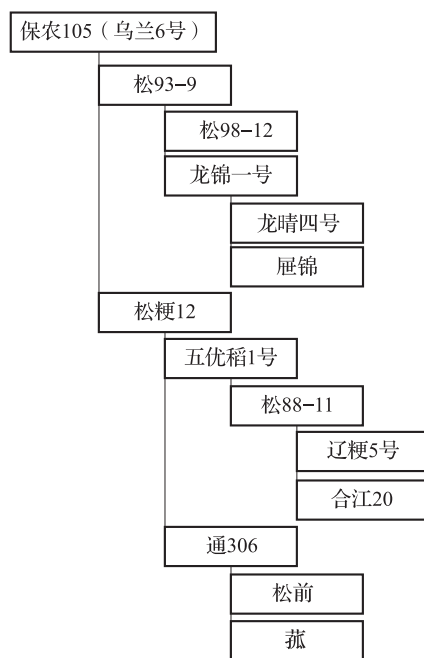 保农105（乌兰6号）
松93-9
松98-12
龙锦一号
龙晴四号
屉锦
松粳12
五优稻1号
松88-11
辽粳5号
合江20
通306
松前
菰